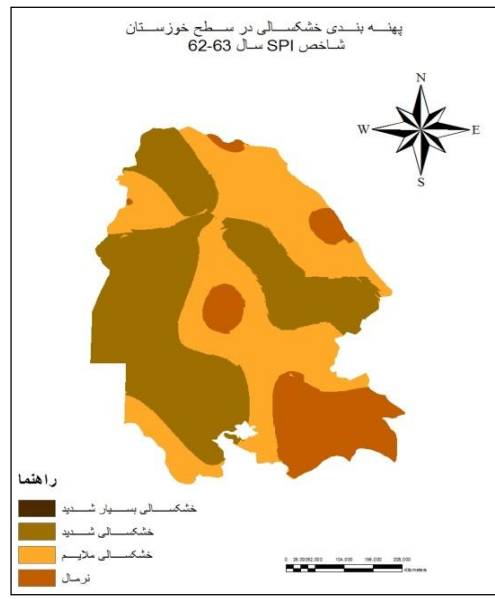 پهنه بندی خشکسالی در سطح خوزستان
شاخص SPI سال 62-63
N
W
E
S
راهنما
خشکسالی بسیار شدید
خشکسالی شدید
خشکسالی ملایم
نرمال
Kilometers